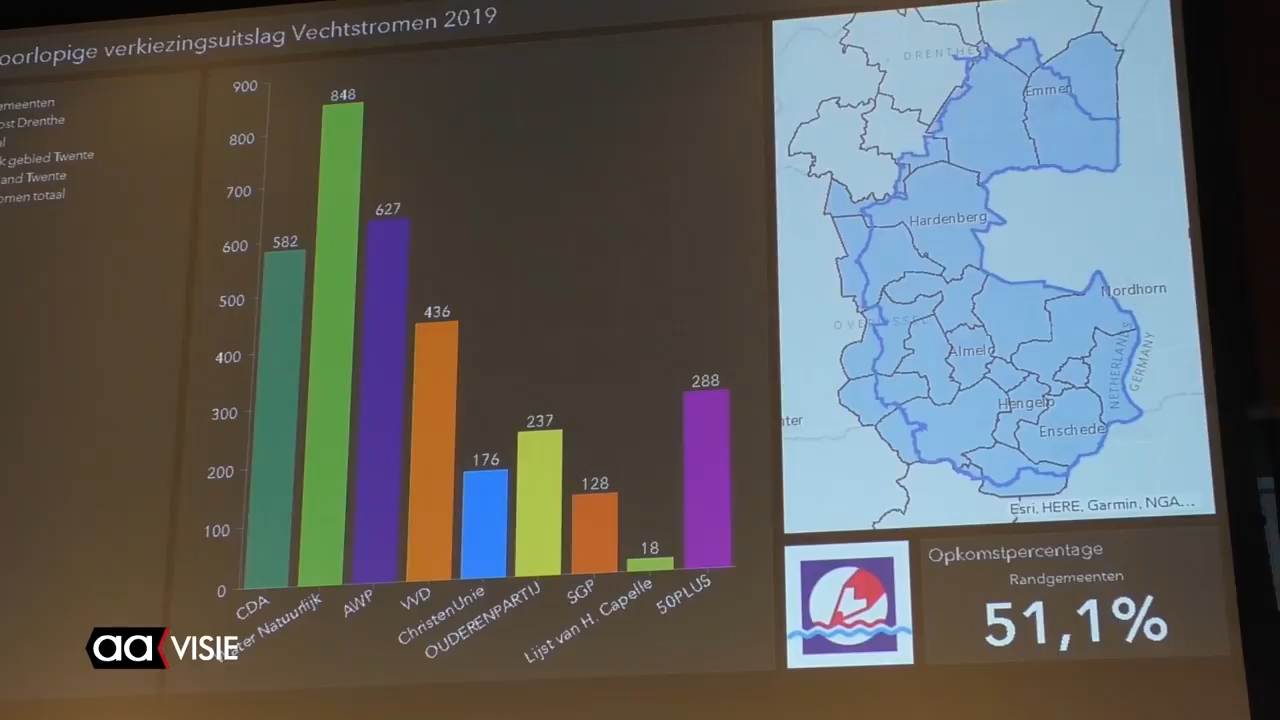 oorlopige verkiezingsuitslag Vechtstromen 2019
emeenten
ost Drenthe
al
k gebied Twente
and Twente
omen totaal
900
800
700
600
500
400
300
200
100
0
582
848
627
436
176
237
128
18
288
CDA
Water Natuurlijk
AWP
VVD
ChristenUnie
OUDERENPARTIJ
SGP
Lijst van H. Capelle
50PLUS
DRENTHE
Emmen
Hardenberg
Nordhorn
OVERIJSSEL
Almelo
NETHERLANDS
GERMANY
Hengelo
nter
Enschede
Esri, HERE, Garmin, NGA...
Opkomstpercentage
Randgemeenten
51,1%
aa VISIE